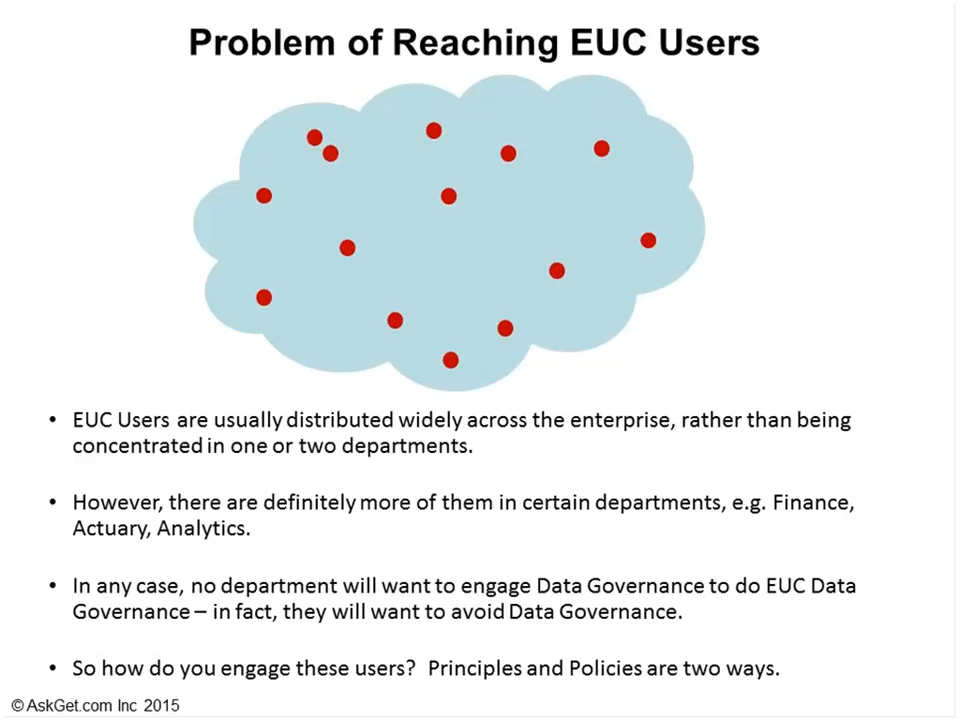 Problem of Reaching EUC Users
• EUC Users are usually distributed widely across the enterprise, rather than being
concentrated in one or two departments.
• However, there are definitely more of them in certain departments, e.g. Finance,
Actuary, Analytics.
• In any case, no department will want to engage Data Governance to do EUC Data
Governance – in fact, they will want to avoid Data Governance.
• So how do you engage these users?  Principles and Policies are two ways.
© AskGet.com Inc 2015